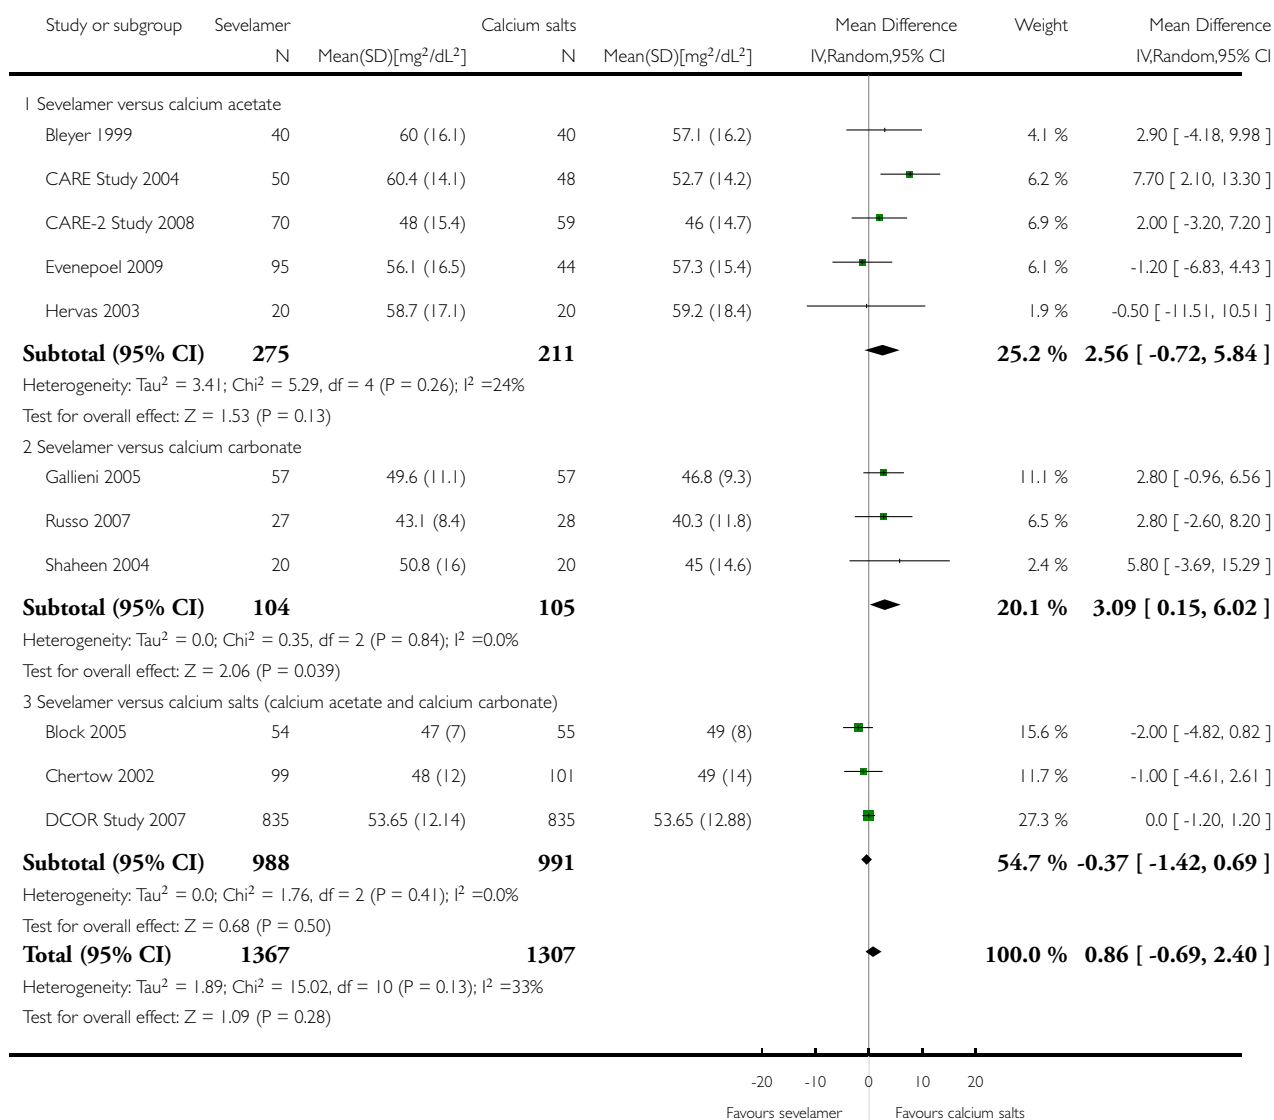 Study or subgroup Sevelamer Calcium salts Mean Difference Weight Mean Difference
N Mean(SD)[mg²/dL²] N Mean(SD)[mg²/dL²] IV,Random,95% CI IV,Random,95% CI
1 Sevelamer versus calcium acetate
Bleyer 1999 40 60 (16.1) 40 57.1 (16.2) 4.1 % 2.90 [ -4.18, 9.98 ]
CARE Study 2004 50 60.4 (14.1) 48 52.7 (14.2) 6.2 % 7.70 [ 2.10, 13.30 ]
CARE-2 Study 2008 70 48 (15.4) 59 46 (14.7) 6.9 % 2.00 [ -3.20, 7.20 ]
Evenepoel 2009 95 56.1 (16.5) 44 57.3 (15.4) 6.1 % -1.20 [ -6.83, 4.43 ]
Hervas 2003 20 58.7 (17.1) 20 59.2 (18.4) 1.9 % -0.50 [ -11.51, 10.51 ]
Subtotal (95% CI) 275 211 25.2 % 2.56 [ -0.72, 5.84 ]
Heterogeneity: Tau² = 3.41; Chi² = 5.29, df = 4 (P = 0.26); I² =24%
Test for overall effect: Z = 1.53 (P = 0.13)
2 Sevelamer versus calcium carbonate
Gallieni 2005 57 49.6 (11.1) 57 46.8 (9.3) 11.1 % 2.80 [ -0.96, 6.56 ]
Russo 2007 27 43.1 (8.4) 28 40.3 (11.8) 6.5 % 2.80 [ -2.60, 8.20 ]
Shaheen 2004 20 50.8 (16) 20 45 (14.6) 2.4 % 5.80 [ -3.69, 15.29 ]
Subtotal (95% CI) 104 105 20.1 % 3.09 [ 0.15, 6.02 ]
Heterogeneity: Tau² = 0.0; Chi² = 0.35, df = 2 (P = 0.84); I² =0.0%
Test for overall effect: Z = 2.06 (P = 0.039)
3 Sevelamer versus calcium salts (calcium acetate and calcium carbonate)
Block 2005 54 47 (7) 55 49 (8) 15.6 % -2.00 [ -4.82, 0.82 ]
Chertow 2002 99 48 (12) 101 49 (14) 11.7 % -1.00 [ -4.61, 2.61 ]
DCOR Study 2007 835 53.65 (12.14) 835 53.65 (12.88) 27.3 % 0.0 [ -1.20, 1.20 ]
Subtotal (95% CI) 988 991 54.7 % -0.37 [ -1.42, 0.69 ]
Heterogeneity: Tau² = 0.0; Chi² = 1.76, df = 2 (P = 0.41); I² =0.0%
Test for overall effect: Z = 0.68 (P = 0.50)
Total (95% CI) 1367 1307 100.0 % 0.86 [ -0.69, 2.40 ]
Heterogeneity: Tau² = 1.89; Chi² = 15.02, df = 10 (P = 0.13); I² =33%
Test for overall effect: Z = 1.09 (P = 0.28)
-20 -10 0 10 20
Favours sevelamer Favours calcium salts